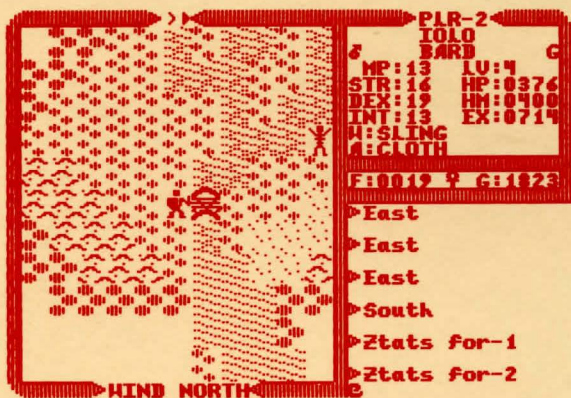 PLR-2
IOLO
BARD G
MP:13 LV:4
STR:16 HP:0376
DEX:19 HM:0400
INT:13 EX:0714
W:SLING
A:CLOTH
F:0019 G:1823
East
East
East
South
Ztats for-1
Ztats for-2
WIND NORTH